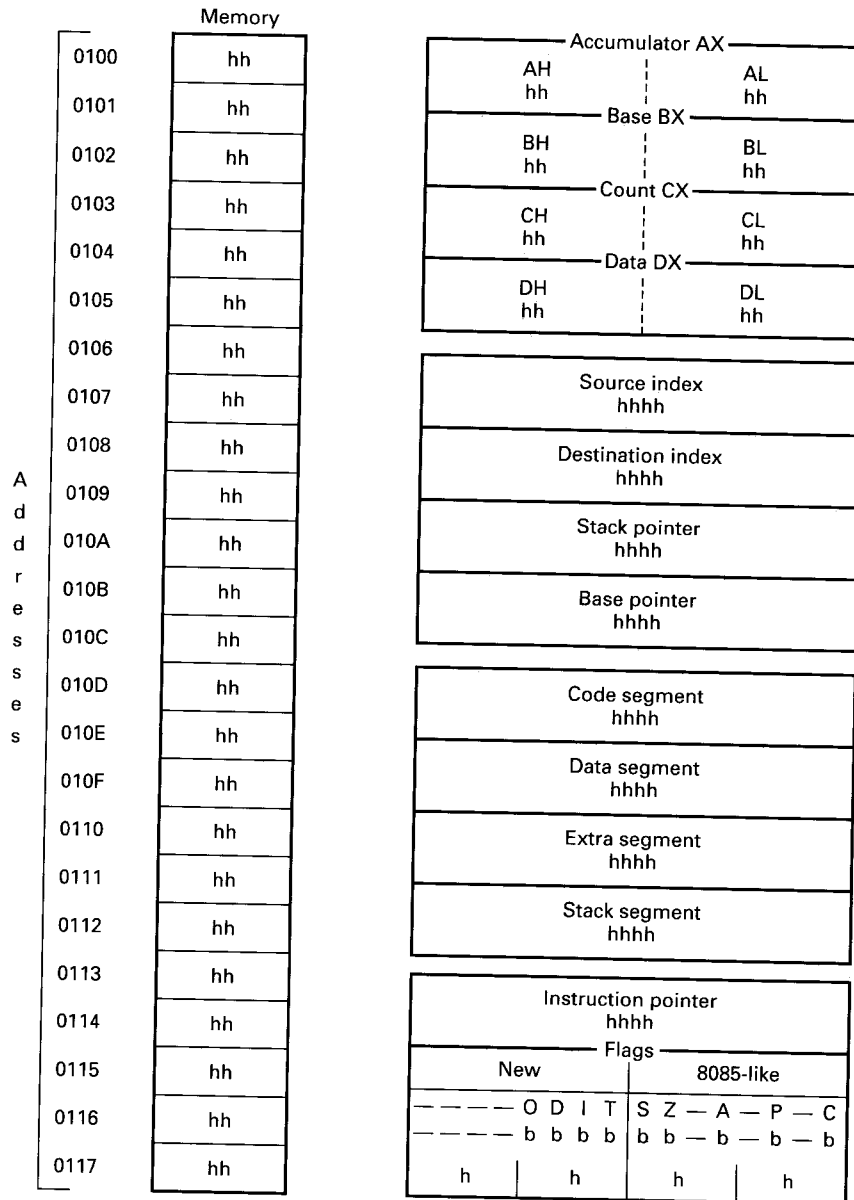 Memory
0100 hh
0101 hh
0102 hh
0103 hh
0104 hh
0105 hh
0106 hh
0107 hh
0108 hh
0109 hh
010A hh
010B hh
010C hh
010D hh
010E hh
010F hh
0110 hh
0111 hh
0112 hh
0113 hh
0114 hh
0115 hh
0116 hh
0117 hh
Addresses
Accumulator AX
AH AL
hh hh
Base BX
BH BL
hh hh
Count CX
CH CL
hh hh
Data DX
DH DL
hh hh
Source index
hhhh
Destination index
hhhh
Stack pointer
hhhh
Base pointer
hhhh
Code segment
hhhh
Data segment
hhhh
Extra segment
hhhh
Stack segment
hhhh
Instruction pointer
hhhh
Flags
New 8085-like
— — — — O D I T S Z — A — P — C
— — — — b b b b b b — b — b — b
h h h h